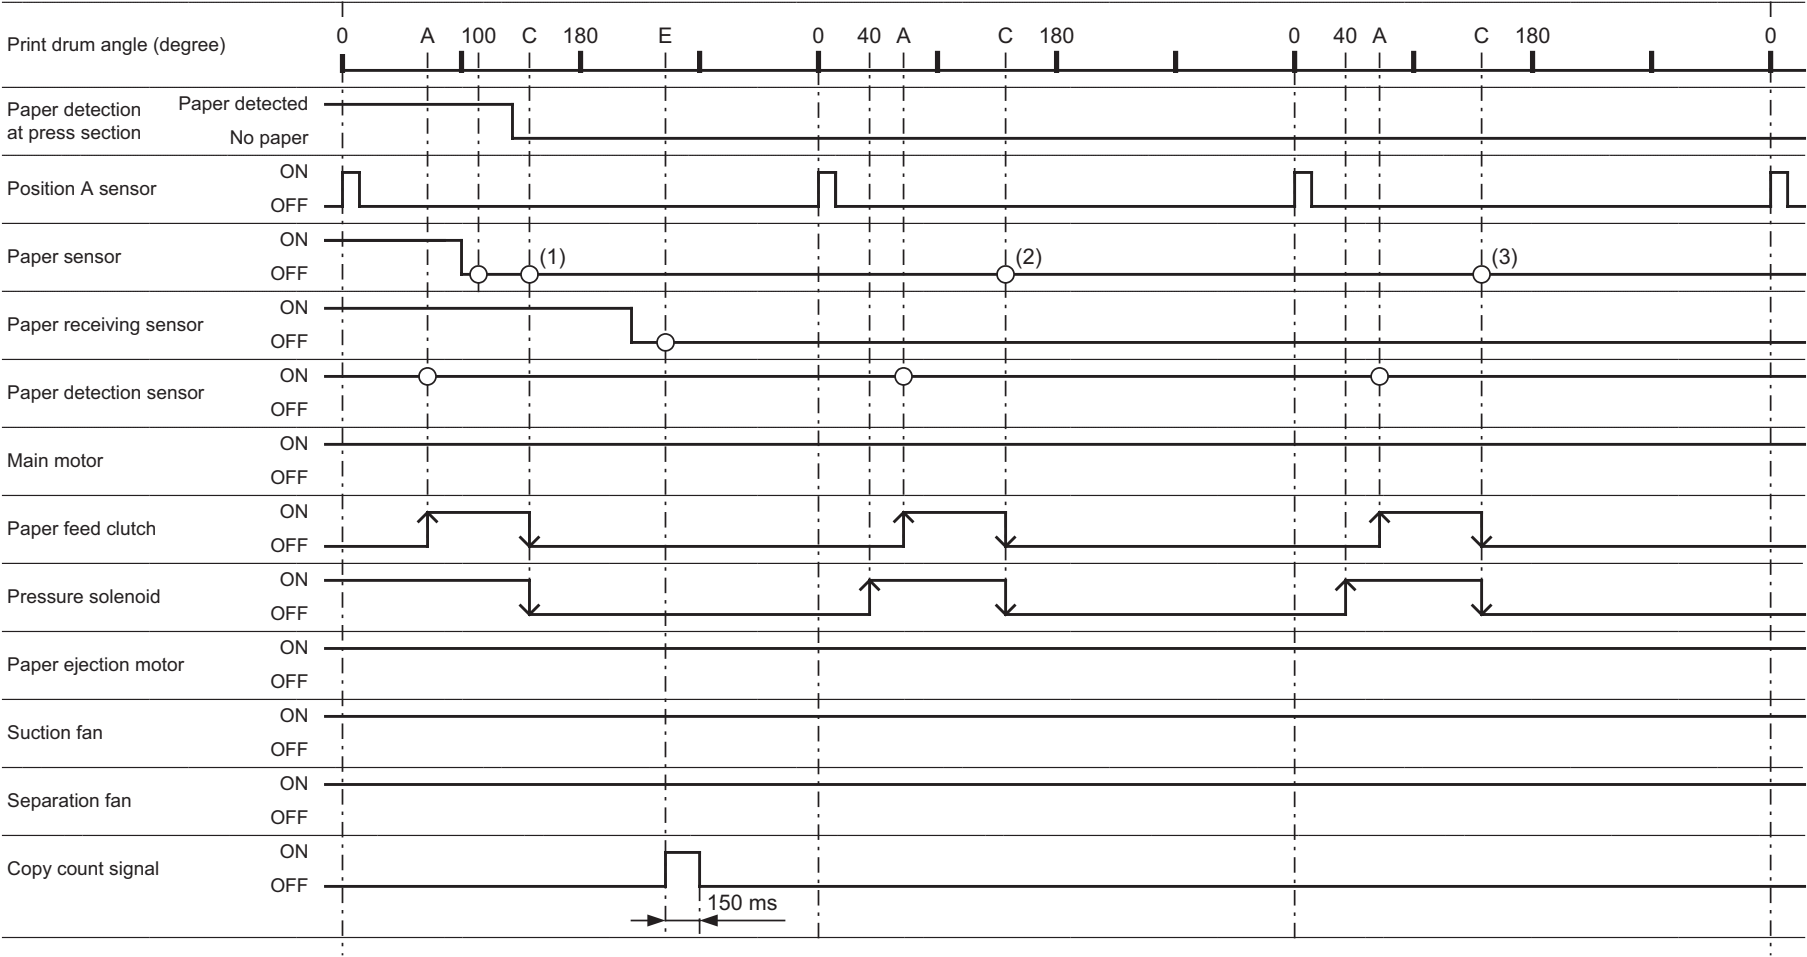 Print drum angle (degree) 0 A 100 C 180 E 0 40 A C 180 0 40 A C 180 0
Paper detection
at press section
Paper detected
No paper
Position A sensor
ON
OFF
Paper sensor
ON
OFF
(1) (2) (3)
Paper receiving sensor
ON
OFF
Paper detection sensor
ON
OFF
Main motor
ON
OFF
Paper feed clutch
ON
OFF
Pressure solenoid
ON
OFF
Paper ejection motor
ON
OFF
Suction fan
ON
OFF
Separation fan
ON
OFF
Copy count signal
ON
OFF
150 ms